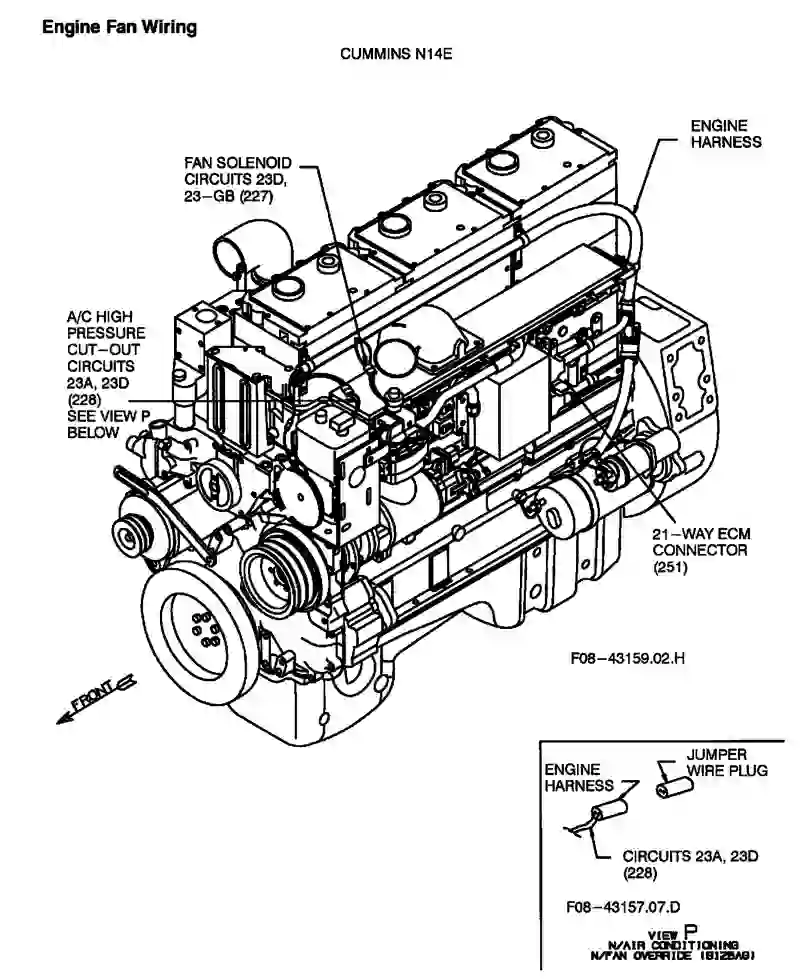 Engine Fan Wiring
CUMMINS N14E
ENGINE
HARNESS
FAN SOLENOID
CIRCUITS 23D,
23-GB (227)
A/C HIGH
PRESSURE
CUT-OUT
CIRCUITS
23A, 23D
(228)
SEE VIEW P
BELOW
21-WAY ECM
CONNECTOR
(251)
F08-43159.02.H
FRONT
JUMPER
WIRE PLUG
ENGINE
HARNESS
CIRCUITS 23A, 23D
(228)
F08-43157.07.D
VIEW P
N/AIR CONDITIONING
N/FAN OVERRIDE